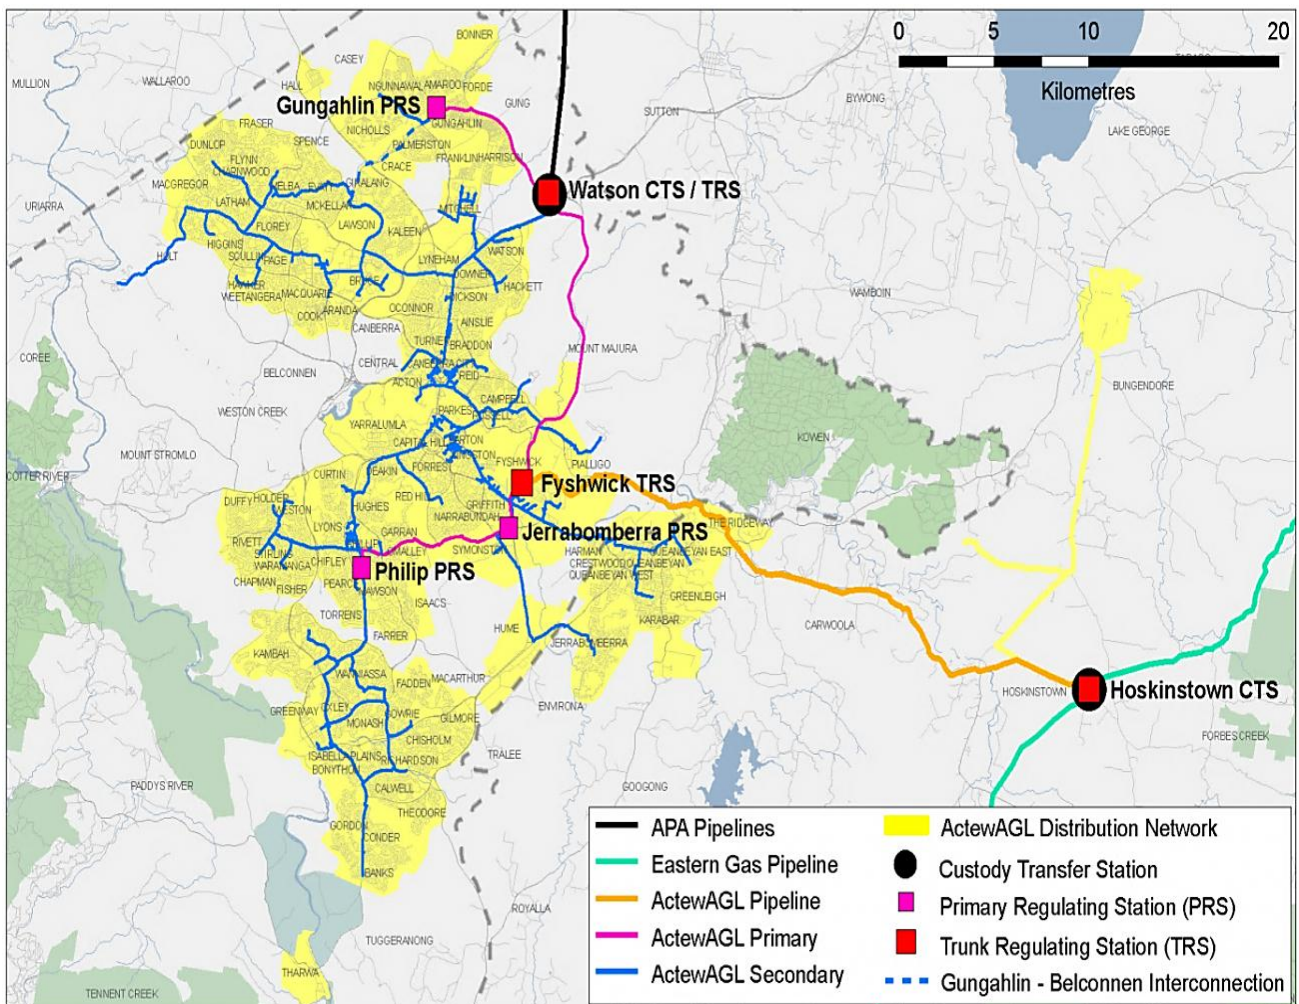 0 5 10 20
Kilometres
BONNER
CASEY
MULLION
WALLAROO
HALL
NGUNNAWAL
AMAROO
FORDE
Gungahlin PRS
GUNG
SUTTON
BYWONG
LAKE GEORGE
FRASER
NICHOLLS
GUNGAHLIN
DUNLOP
SPENCE
PALMERSTON
FLYNN
CHARNWOOD
CRACE
FRANKLIN
HARRISON
MACGREGOR
GIRALANG
Watson CTS / TRS
URIARRA
LATHAM
MCKELLAR
MITCHELL
FLOREY
LAWSON
KALEEN
HIGGINS
WATSON
HOLT
SCULLIN
PAGE
LYNEHAM
DOWNER
HACKETT
WEETANGERA
MACQUARIE
DICKSON
WAMBOIN
COOK
ARANDA
OCONNOR
CANBERRA
AINSLIE
TURNER
BRADDON
MOUNT MAJURA
COREE
CENTRAL
BELCONNEN
REID
ACTON
BUNGENDORE
WESTON CREEK
CAMPBELL
PARKES
RUSSELL
YARRALUMLA
KOWEN
CAPITAL HILL
BARTON
MOUNT STROMLO
KINGSTON
FYSHWICK
PIALLIGO
COTTER RIVER
CURTIN
DEAKIN
FORREST
Fyshwick TRS
DUFFY
HOLDER
WESTON
RED HILL
GRIFFITH
HUGHES
NARRABUNDAH
LYONS
GARRAN
THE RIDGEWAY
Jerrabomberra PRS
RIVETT
STIRLING
OMALLEY
SYMONSTON
HARMAN
QUEANBEYAN EAST
WARAMANGA
CHIFLEY
Philip PRS
CRESTWOOD
QUEANBEYAN
QUEANBEYAN WEST
CHAPMAN
FISHER
PEARCE
MAWSON
ISAACS
GREENLEIGH
TORRENS
KARABAR
CARWOOLA
FARRER
HUME
JERRABOMBERRA
KAMBAH
WANNIASSA
FADDEN
MACARTHUR
HOSKINSTOWN
Hoskinstown CTS
GREENWAY
OXLEY
GOWRIE
GILMORE
ENVIRONA
MONASH
CHISHOLM
FORBES CREEK
ISABELLA PLAINS
RICHARDSON
TRALEE
BONYTHON
PADDYS RIVER
CALWELL
GOOGONG
THEODORE
GORDON
CONDER
BANKS
ROYALLA
TUGGERANONG
THARWA
TENNENT CREEK
APA Pipelines
Eastern Gas Pipeline
ActewAGL Pipeline
ActewAGL Primary
ActewAGL Secondary
ActewAGL Distribution Network
Custody Transfer Station
Primary Regulating Station (PRS)
Trunk Regulating Station (TRS)
Gungahlin - Belconnen Interconnection